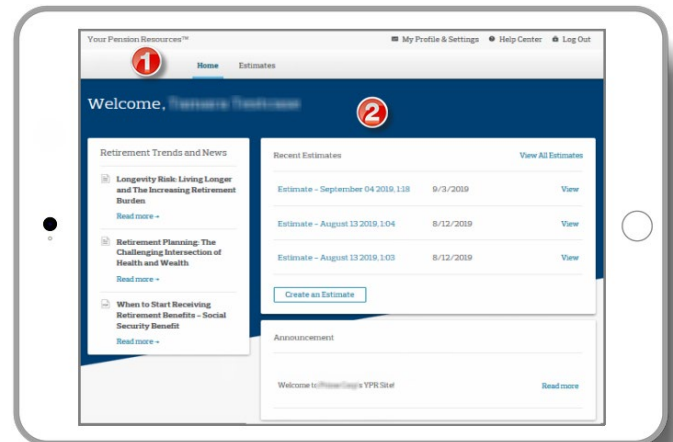 Your Pension Resources™
My Profile & Settings Help Center Log Out
1
Home Estimates
Welcome,
2
Retirement Trends and News
Longevity Risk: Living Longer
and The Increasing Retirement
Burden
Read more→
Retirement Planning: The
Challenging Intersection of
Health and Wealth
Read more→
When to Start Receiving
Retirement Benefits – Social
Security Benefit
Read more→
Recent Estimates View All Estimates
Estimate – September 04 2019, 1:18 9/3/2019 View
Estimate – August 13 2019, 1:04 8/12/2019 View
Estimate – August 13 2019, 1:03 8/12/2019 View
Create an Estimate
Announcement
Welcome to 's YPR Site! Read more